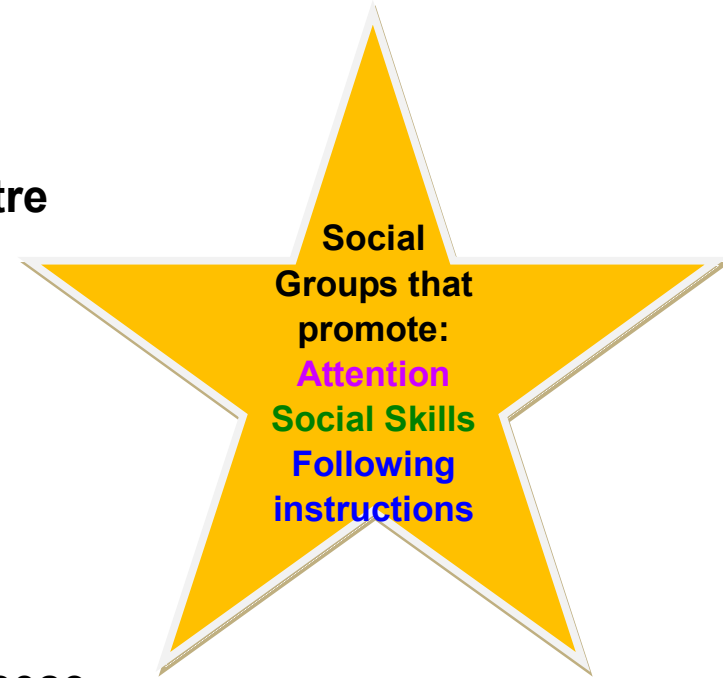 tre
Social
Groups that
promote:
Attention
Social Skills
Following
instructions